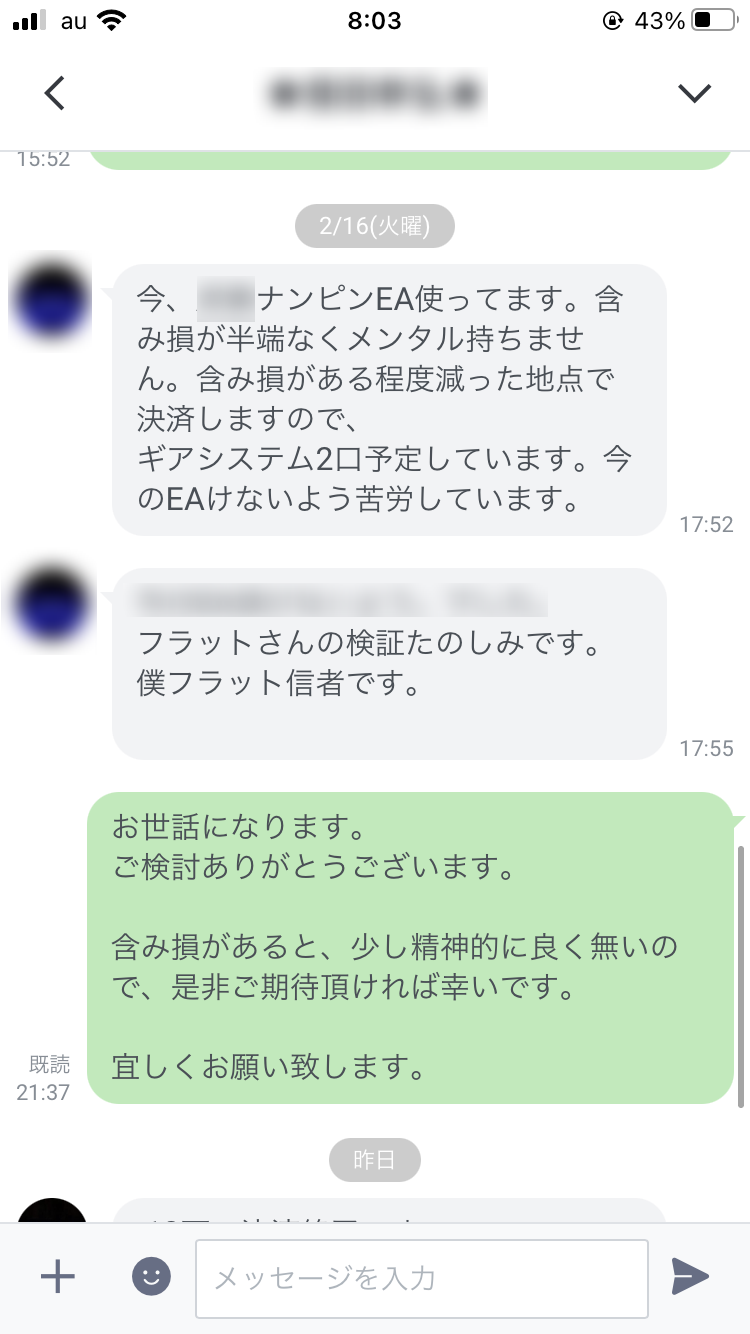 au
8:03
43%
15:52
2/16(火曜)
今、
ナンピンEA使ってます。含
み損が半端なくメンタル持ちませ
ん。含み損がある程度減った地点で
決済しますので、
ギアシステム2口予定しています。今
のEAけないよう苦労しています。
17:52
フラットさんの検証たのしみです。
僕フラット信者です。
17:55
お世話になります。
ご検討ありがとうございます。
含み損があると、少し精神的に良く無いの
で、是非ご期待頂ければ幸いです。
宜しくお願い致します。
既読
21:37
昨日
メッセージを入力